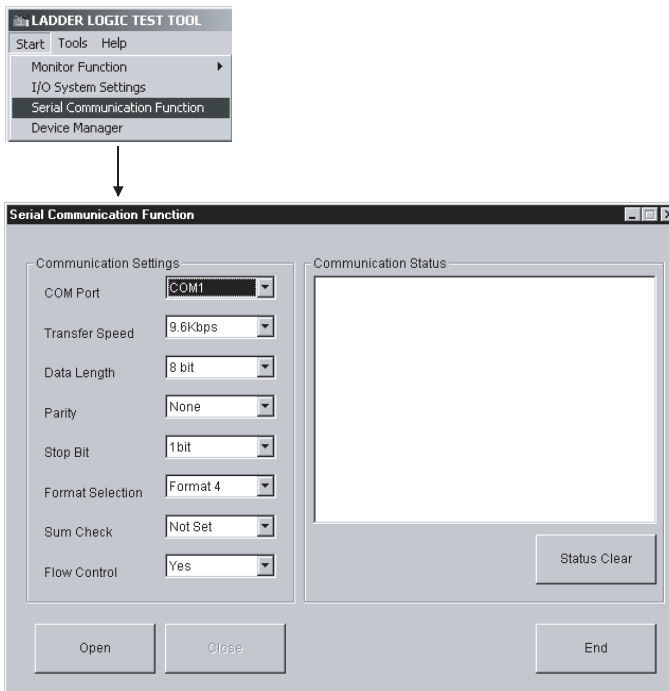 LADDER LOGIC TEST TOOL
Start Tools Help
Monitor Function
I/O System Settings
Serial Communication Function
Device Manager
Serial Communication Function
Communication Settings
COM Port COM1
Transfer Speed 9.6Kbps
Data Length 8 bit
Parity None
Stop Bit 1bit
Format Selection Format 4
Sum Check Not Set
Flow Control Yes
Communication Status
Status Clear
Open Close End